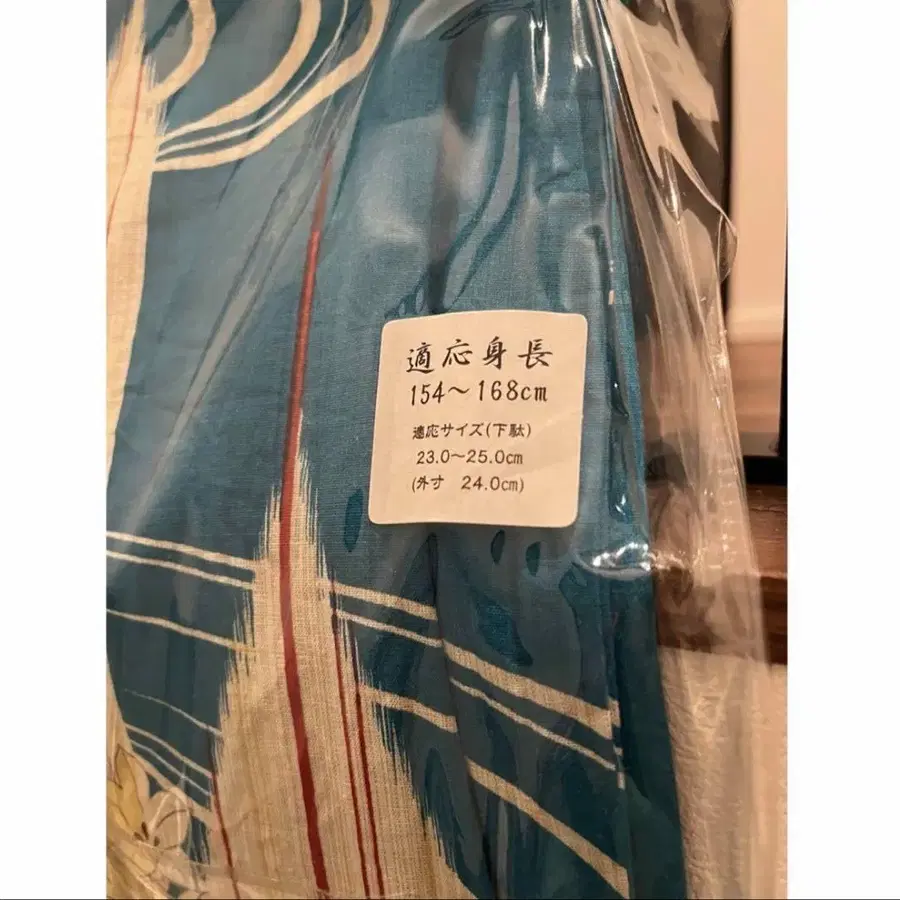 適応身長
154〜168cm
適応サイズ(下駄)
23.0〜25.0cm
(外寸 24.0cm)